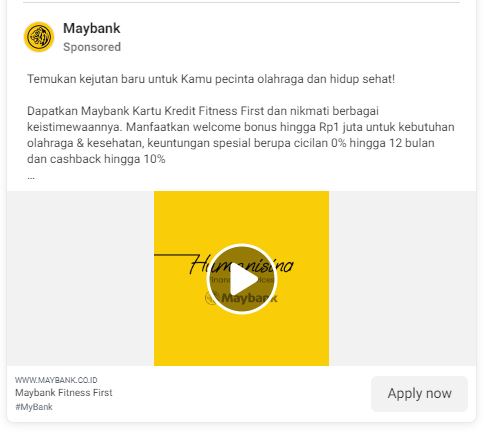 Maybank
Sponsored
Temukan kejutan baru untuk Kamu pecinta olahraga dan hidup sehat!
Dapatkan Maybank Kartu Kredit Fitness First dan nikmati berbagai
keistimewaannya. Manfaatkan welcome bonus hingga Rp1 juta untuk kebutuhan
olahraga & kesehatan, keuntungan spesial berupa cicilan 0% hingga 12 bulan
dan cashback hingga 10%
...
Humanising
Maybank
WWW.MAYBANK.CO.ID
Maybank Fitness First
#MyBank
Apply now